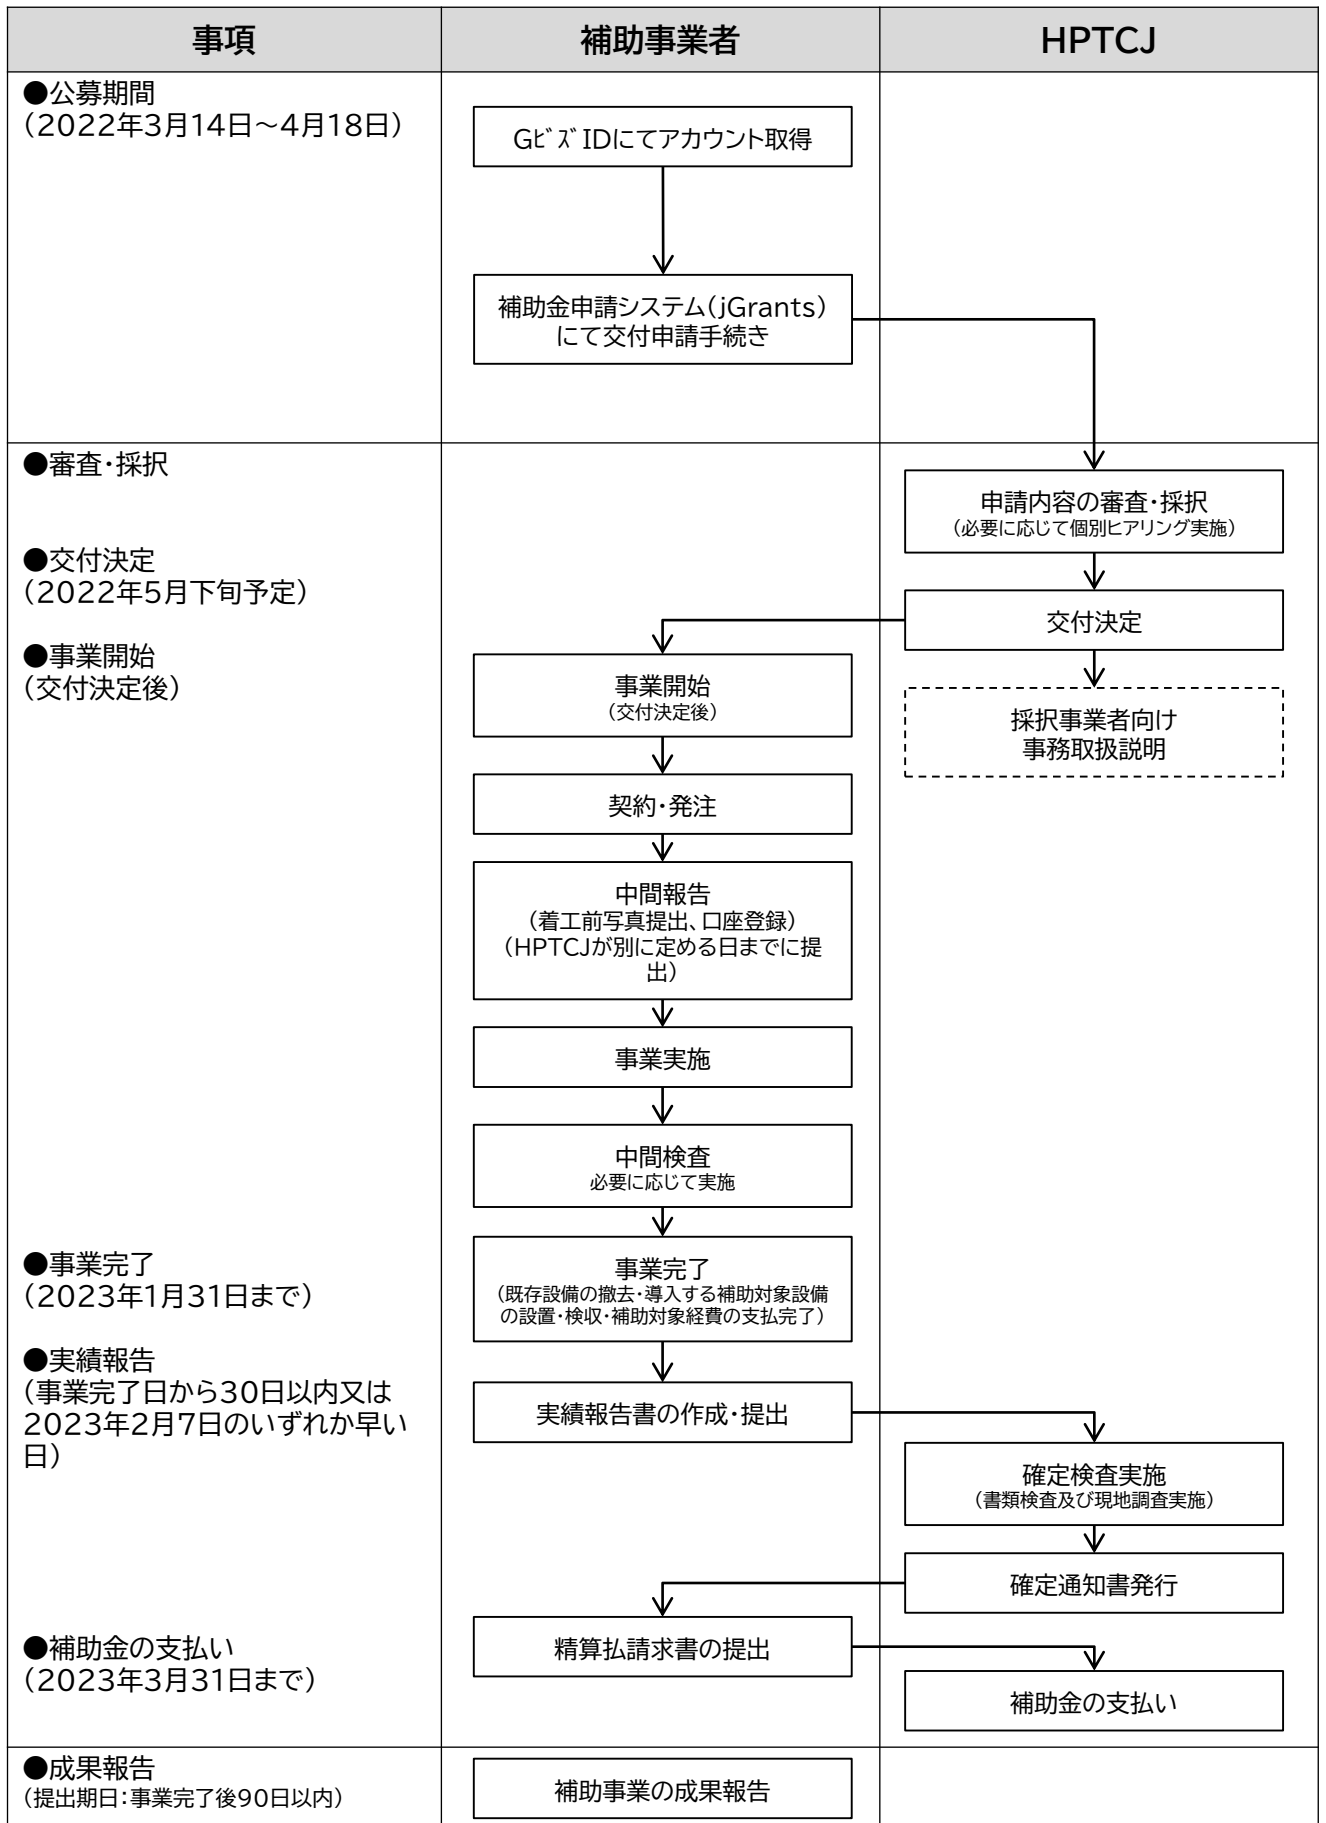 事項
補助事業者
HPTCJ
●公募期間
（2022年3月14日～4月18日）
GﾋﾞｽﾞIDにてアカウント取得
補助金申請システム（jGrants）
にて交付申請手続き
●審査・採択
申請内容の審査・採択
（必要に応じて個別ヒアリング実施）
●交付決定
（2022年5月下旬予定）
交付決定
●事業開始
（交付決定後）
事業開始
（交付決定後）
採択事業者向け
事務取扱説明
契約・発注
中間報告
（着工前写真提出、口座登録）
（HPTCJが別に定める日までに提
出）
事業実施
中間検査
必要に応じて実施
●事業完了
（2023年1月31日まで）
事業完了
（既存設備の撤去・導入する補助対象設備
の設置・検収・補助対象経費の支払完了）
●実績報告
（事業完了日から30日以内又は
2023年2月7日のいずれか早い
日）
実績報告書の作成・提出
確定検査実施
（書類検査及び現地調査実施）
確定通知書発行
●補助金の支払い
（2023年3月31日まで）
精算払請求書の提出
補助金の支払い
●成果報告
（提出期日：事業完了後90日以内）
補助事業の成果報告